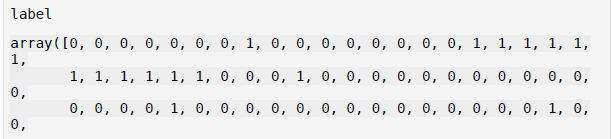 label
array([0, 0, 0, 0, 0, 0, 0, 1, 0, 0, 0, 0, 0, 0, 0, 0, 1, 1, 1, 1, 1,
1,
1, 1, 1, 1, 1, 1, 0, 0, 0, 1, 0, 0, 0, 0, 0, 0, 0, 0, 0, 0, 0,
0,
0, 0, 0, 0, 1, 0, 0, 0, 0, 0, 0, 0, 0, 0, 0, 0, 0, 0, 0, 1, 0,
0,